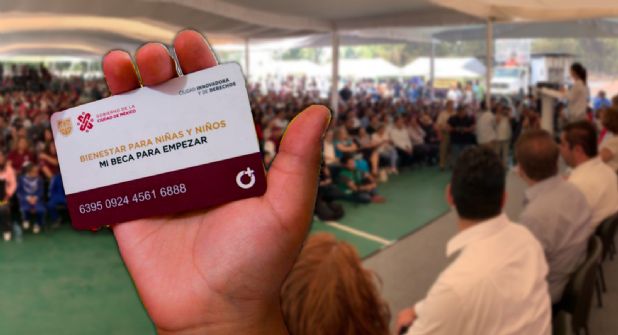 GOBIERNO DE LA
CIUDAD DE MÉXICO
CIUDAD INNOVADORA
Y DE DERECHOS
BIENESTAR PARA NIÑAS Y NIÑOS
MI BECA PARA EMPEZAR
6395 0924 4561 6888